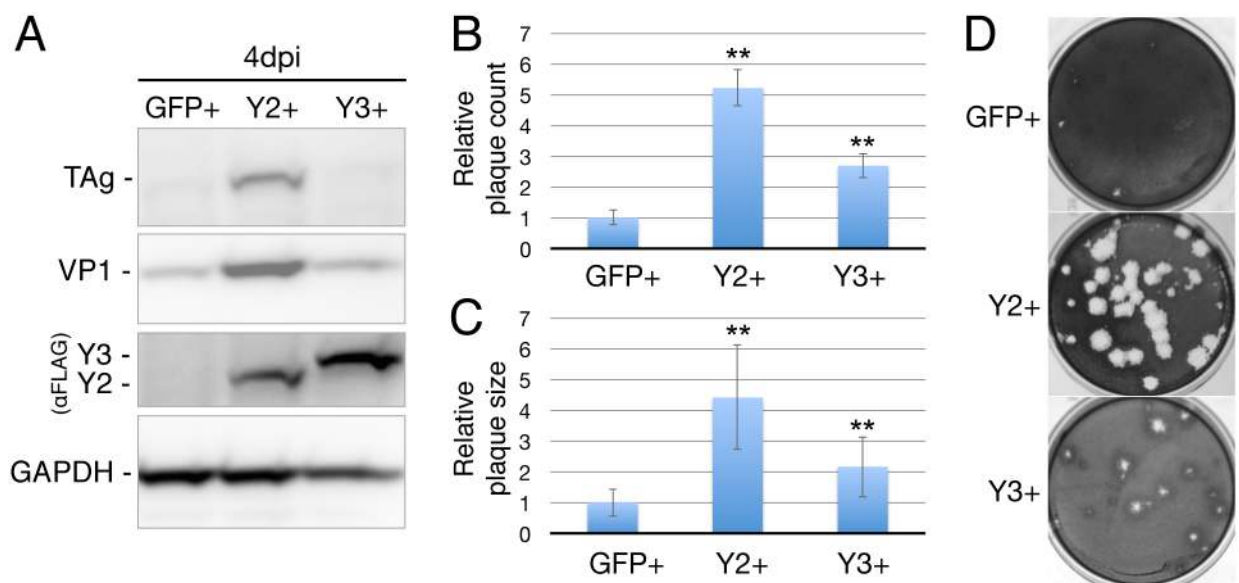 A
4dpi
GFP+ Y2+ Y3+
TAg -
VP1 -
(αFLAG)
Y3 -
Y2 -
GAPDH -
B
Relative
plaque count
7
6
5
4
3
2
1
0
**
**
GFP+ Y2+ Y3+
C
Relative
plaque size
7
6
5
4
3
2
1
0
**
**
GFP+ Y2+ Y3+
D
GFP+
Y2+
Y3+